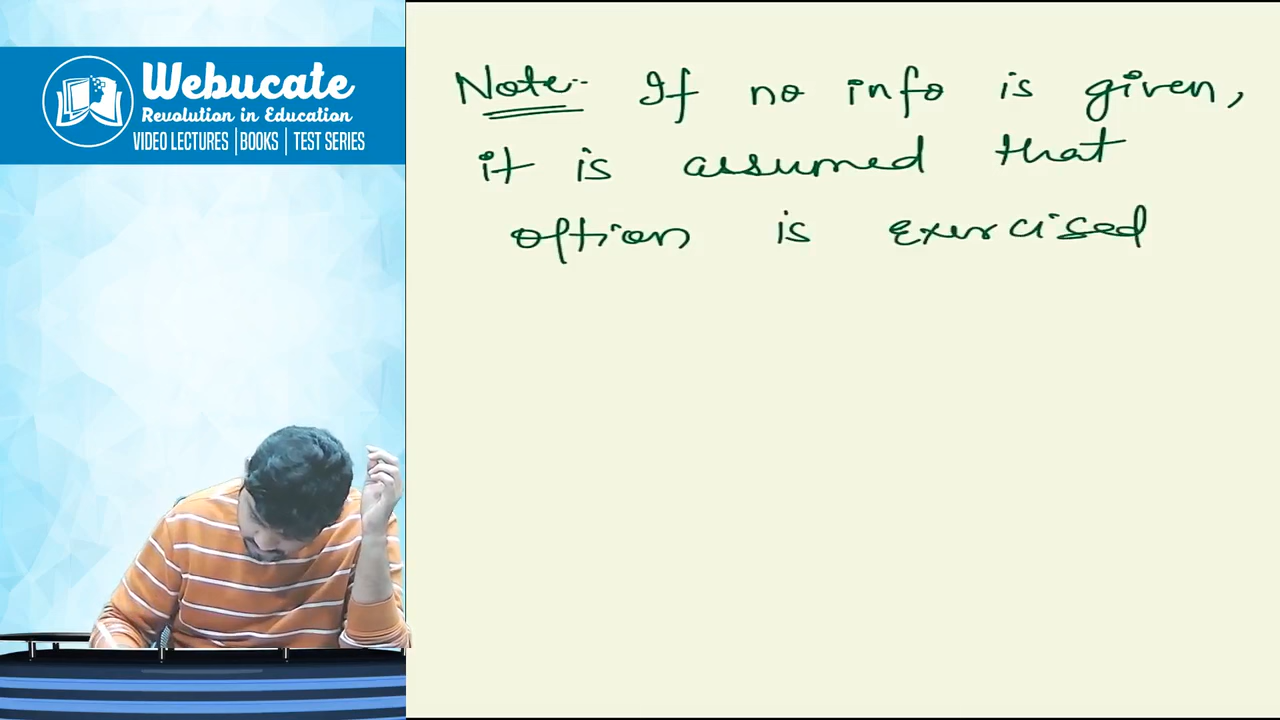 Webucate
Revolution in Education
VIDEO LECTURES | BOOKS | TEST SERIES
Note:- If no info is given,
it is assumed that
option is exercised